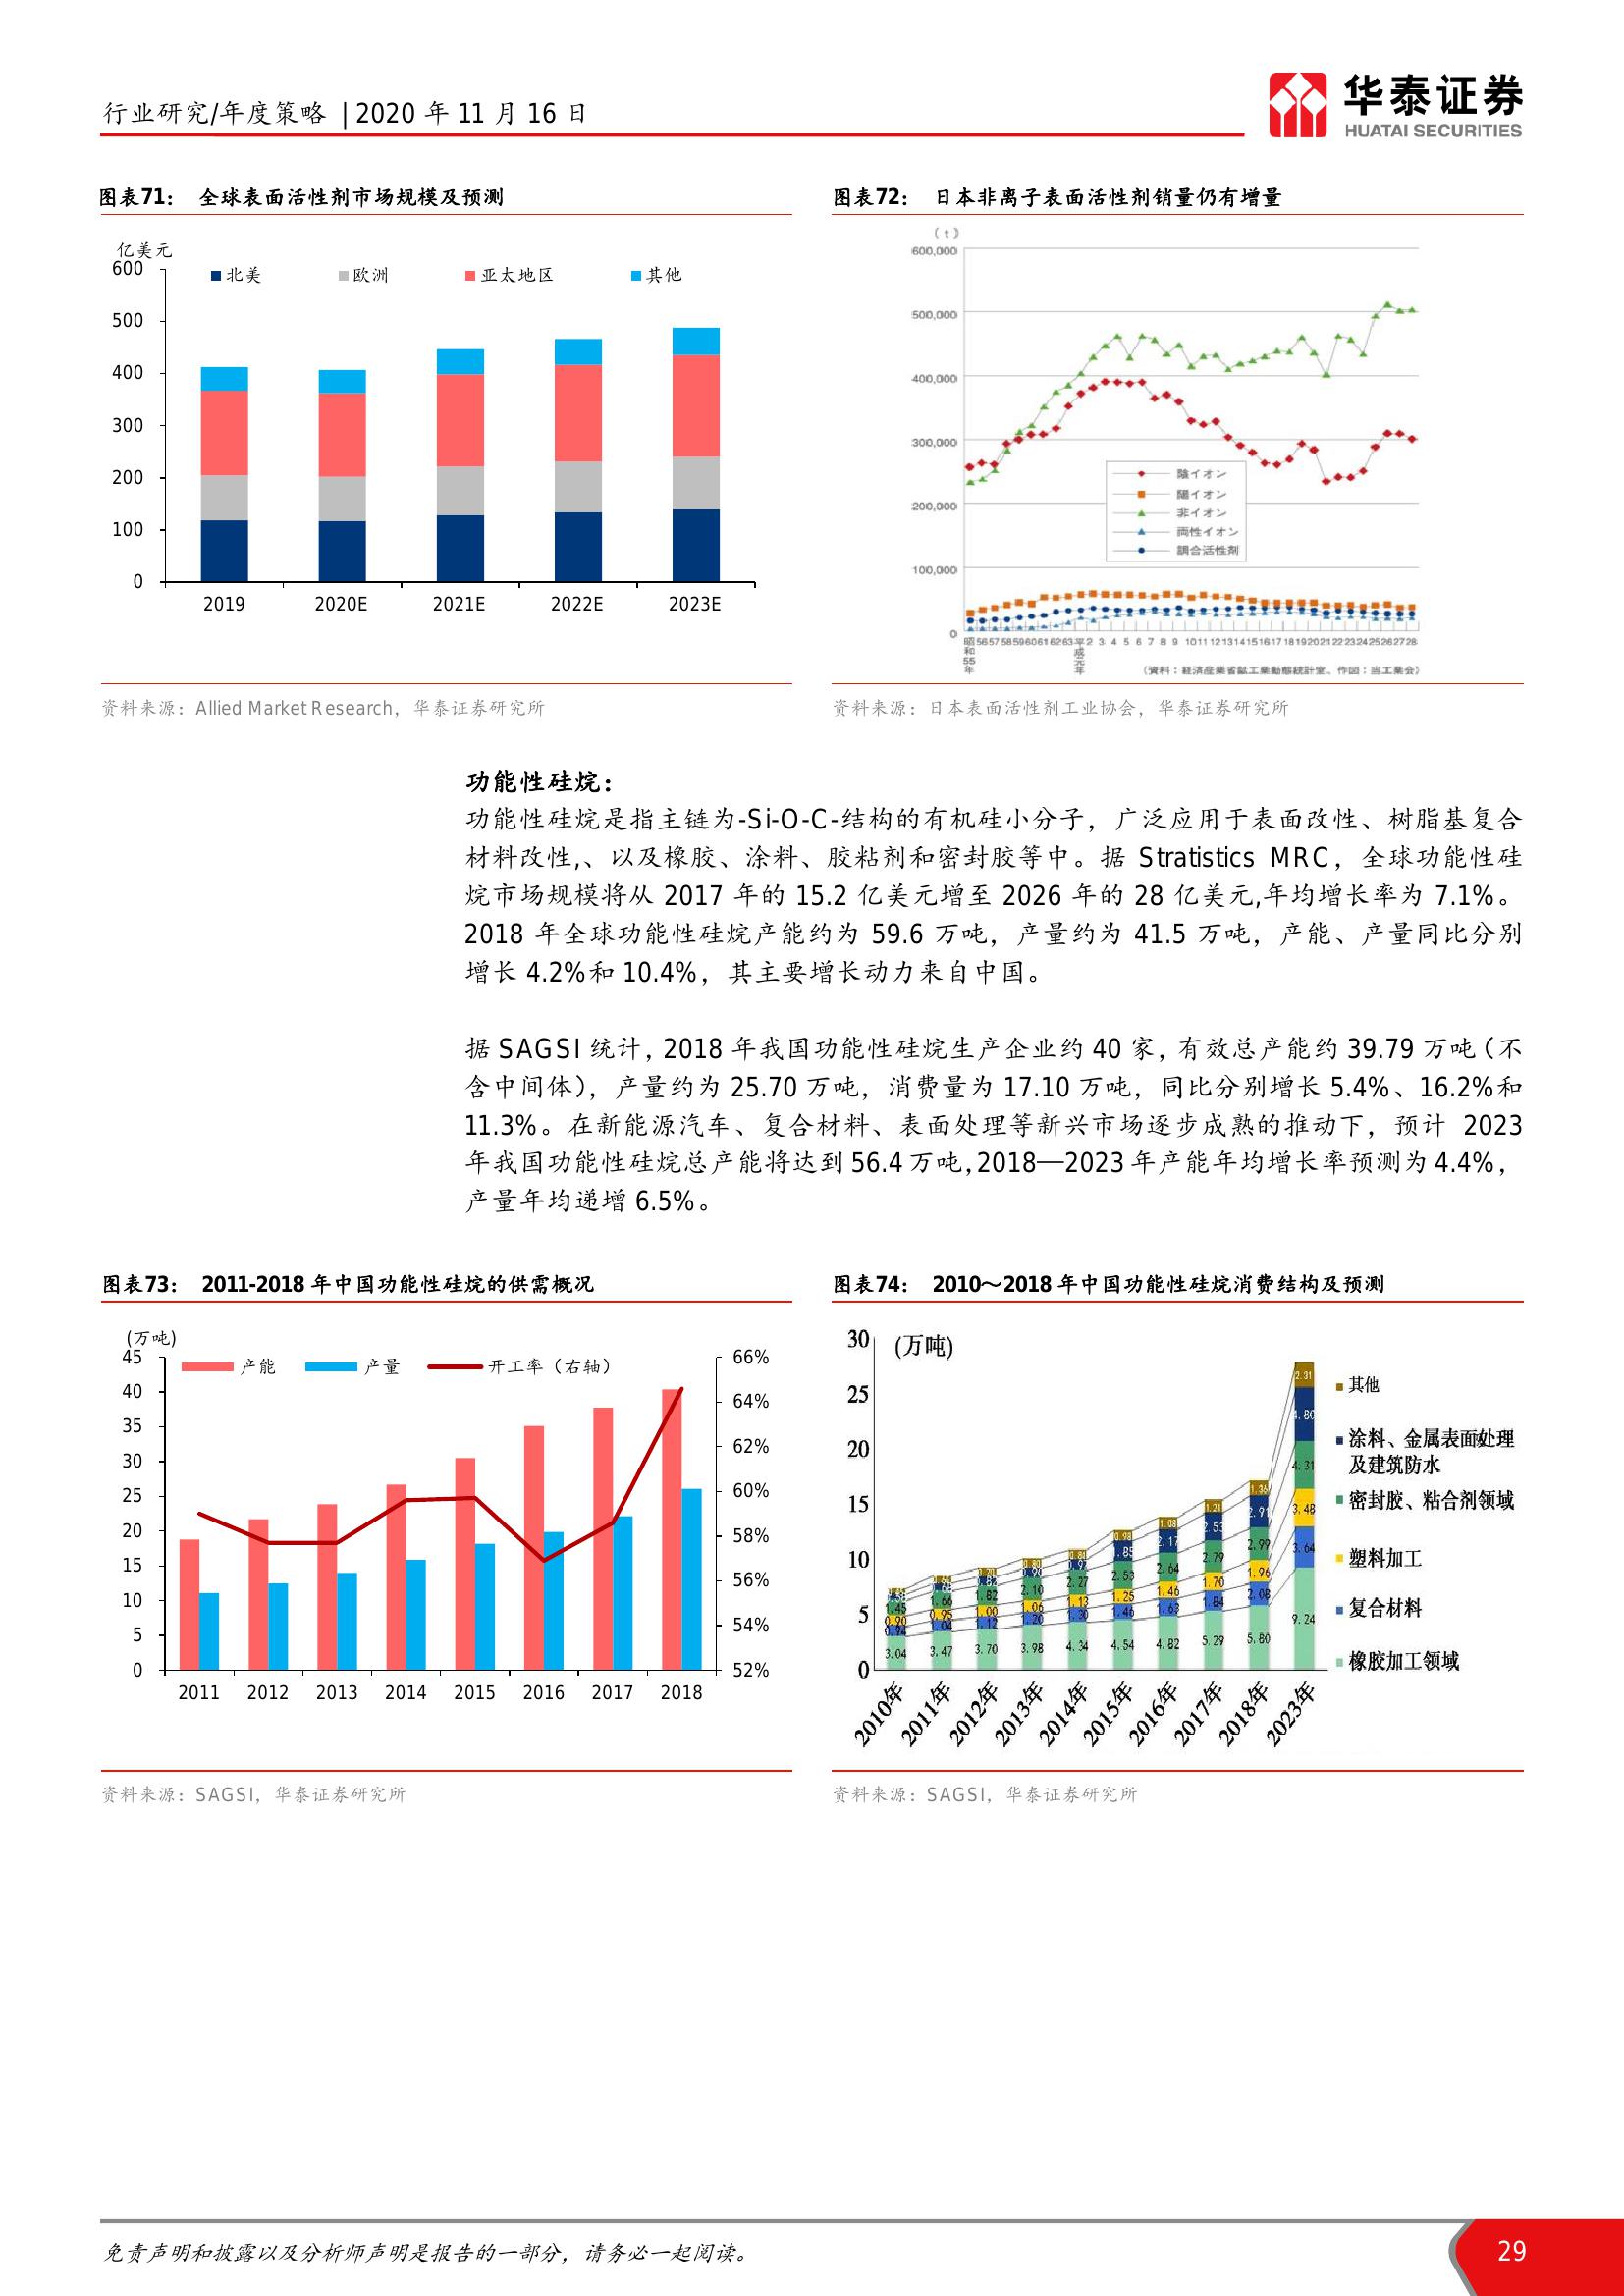 行业研究/年度策略 | 2020 年 11 月 16 日
华泰证券
HUATAI SECURITIES
图表71： 全球表面活性剂市场规模及预测
亿美元
600
500
400
300
200
100
0
北美 欧洲 亚太地区 其他
2019 2020E 2021E 2022E 2023E
资料来源：Allied Market Research，华泰证券研究所
图表72： 日本非离子表面活性剂销量仍有增量
（t）
600,000
500,000
400,000
300,000
200,000
100,000
0
陰イオン
陽イオン
非イオン
両性イオン
調合活性剤
昭和55年 56 57 58 59 60 61 62 63 平成元年 2 3 4 5 6 7 8 9 10 11 12 13 14 15 16 17 18 19 20 21 22 23 24 25 26 27 28
（資料：経済産業省鉱工業動態統計室、作図：当工業会）
资料来源：日本表面活性剂工业协会，华泰证券研究所
功能性硅烷：
功能性硅烷是指主链为-Si-O-C-结构的有机硅小分子，广泛应用于表面改性、树脂基复合
材料改性,、以及橡胶、涂料、胶粘剂和密封胶等中。据 Stratistics MRC，全球功能性硅
烷市场规模将从 2017 年的 15.2 亿美元增至 2026 年的 28 亿美元,年均增长率为 7.1%。
2018 年全球功能性硅烷产能约为 59.6 万吨，产量约为 41.5 万吨，产能、产量同比分别
增长 4.2%和 10.4%，其主要增长动力来自中国。
据 SAGSI 统计，2018 年我国功能性硅烷生产企业约 40 家，有效总产能约 39.79 万吨（不
含中间体），产量约为 25.70 万吨，消费量为 17.10 万吨，同比分别增长 5.4%、16.2%和
11.3%。在新能源汽车、复合材料、表面处理等新兴市场逐步成熟的推动下，预计 2023
年我国功能性硅烷总产能将达到 56.4 万吨，2018—2023 年产能年均增长率预测为 4.4%，
产量年均递增 6.5%。
图表73： 2011-2018 年中国功能性硅烷的供需概况
(万吨)
45
40
35
30
25
20
15
10
5
0
产能 产量 开工率（右轴）
66%
64%
62%
60%
58%
56%
54%
52%
2011 2012 2013 2014 2015 2016 2017 2018
资料来源：SAGSI，华泰证券研究所
图表74： 2010～2018 年中国功能性硅烷消费结构及预测
(万吨)
30
25
20
15
10
5
0
2.31
4.80
4.31
3.48
3.64
9.24
1.36
2.91
2.99
1.96
2.08
5.80
1.21
2.53
2.79
1.70
1.84
5.29
1.08
2.17
2.64
1.46
1.63
4.82
0.98
1.85
2.53
1.25
1.46
4.54
2.27
1.13
1.30
4.34
2.10
1.06
1.20
3.98
1.82
1.00
1.12
3.70
1.66
0.95
1.04
3.47
1.45
0.90
0.94
3.04
其他
涂料、金属表面处理
及建筑防水
密封胶、粘合剂领域
塑料加工
复合材料
橡胶加工领域
2010年 2011年 2012年 2013年 2014年 2015年 2016年 2017年 2018年 2023年
资料来源：SAGSI，华泰证券研究所
免责声明和披露以及分析师声明是报告的一部分，请务必一起阅读。
29